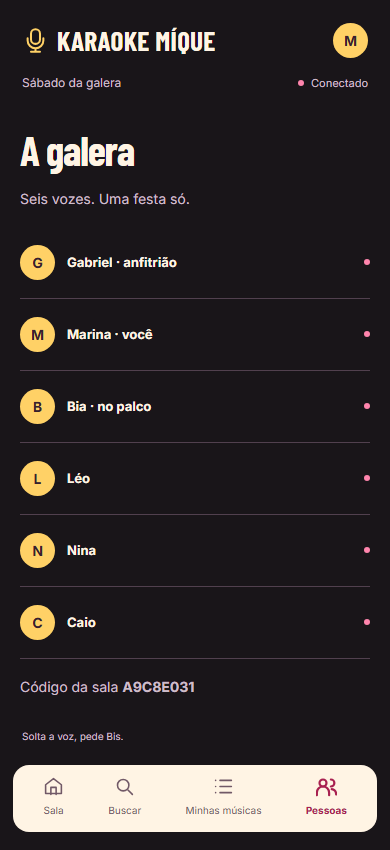 KARAOKE MÍQUE
M
Sábado da galera
Conectado
A galera
Seis vozes. Uma festa só.
G
Gabriel · anfitrião
M
Marina · você
B
Bia · no palco
L
Léo
N
Nina
C
Caio
Código da sala A9C8E031
Solta a voz, pede Bis.
Sala
Buscar
Minhas músicas
Pessoas